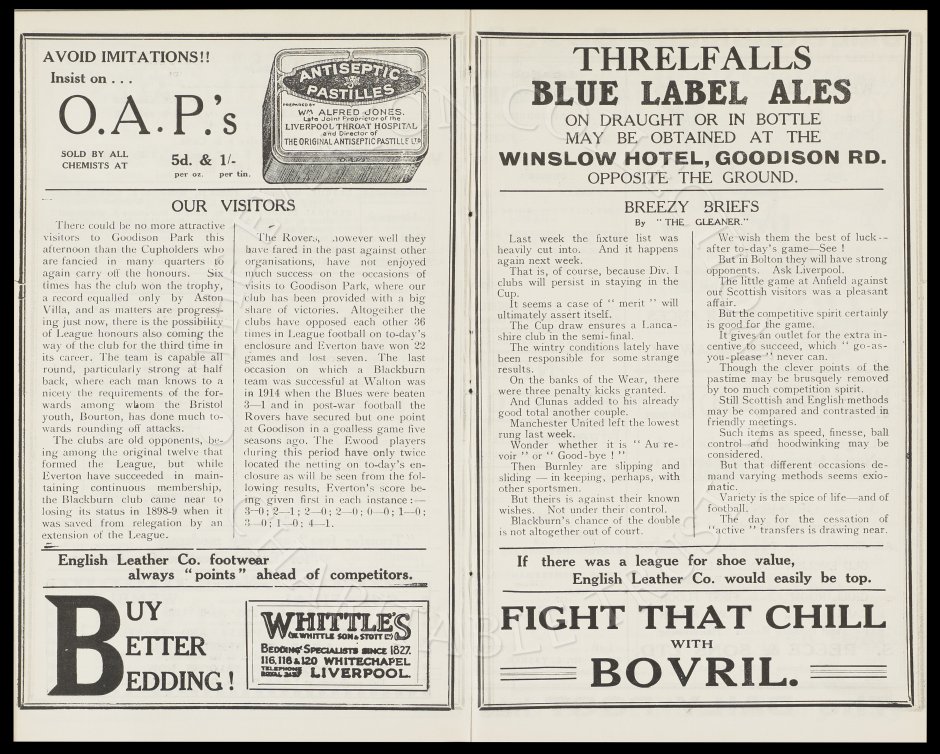 AVOID IMITATIONS!!
Insist on . . .
O.A.P.'s
SOLD BY ALL
CHEMISTS AT
5d. & 1/-
per oz. per tin.
ANTISEPTIC
PASTILLES
PREPARED BY
WM ALFRED JONES.
Late Joint Proprietor of the
LIVERPOOL THROAT HOSPITAL
and Director of
THE ORIGINAL ANTISEPTIC PASTILLE LTD
OUR VISITORS
There could be no more attractive
visitors to Goodison Park this
afternoon than the Cupholders who
are fancied in many quarters to
again carry off the honours. Six
times has the club won the trophy,
a record equalled only by Aston
Villa, and as matters are progress-
ing just now, there is the possibility
of League honours also coming the
way of the club for the third time in
its career. The team is capable all
round, particularly strong at half
back, where each man knows to a
nicety the requirements of the for-
wards among whom the Bristol
youth, Bourton, has done much to-
wards rounding off attacks.
The clubs are old opponents, be-
ing among the original twelve that
formed the League, but while
Everton have succeeded in main-
taining continuous membership,
the Blackburn club came near to
losing its status in 1898-9 when it
was saved from relegation by an
extension of the League.
The Rovers, however well they
have fared in the past against other
organisations, have not enjoyed
much success on the occasions of
visits to Goodison Park, where our
club has been provided with a big
share of victories. Altogether the
clubs have opposed each other 36
times in League football on to-day's
enclosure and Everton have won 22
games and lost seven. The last
occasion on which a Blackburn
team was successful at Walton was
in 1914 when the Blues were beaten
3—1 and in post-war football the
Rovers have secured but one point
at Goodison in a goalless game five
seasons ago. The Ewood players
during this period have only twice
located the netting on to-day's en-
closure as will be seen from the fol-
lowing results, Everton's score be-
ing given first in each instance:—
3—0; 2—1; 2—0; 2—0; 0—0; 1—0;
3—0; 1—0; 4—1.
English Leather Co. footwear
always "points" ahead of competitors.
BUY
BETTER
BEDDING!
WHITTLE'S
(K. WHITTLE SON & STOTT LTD)
BEDDING SPECIALISTS SINCE 1827.
116, 118 & 120 WHITECHAPEL
TELEPHONE
LIVERPOOL.
THRELFALLS
BLUE LABEL ALES
ON DRAUGHT OR IN BOTTLE
MAY BE OBTAINED AT THE
WINSLOW HOTEL, GOODISON RD.
OPPOSITE THE GROUND.
BREEZY BRIEFS
By "THE GLEANER."
Last week the fixture list was
heavily cut into. And it happens
again next week.
That is, of course, because Div. I
clubs will persist in staying in the
Cup.
It seems a case of "merit" will
ultimately assert itself.
The Cup draw ensures a Lanca-
shire club in the semi-final.
The wintry conditions lately have
been responsible for some strange
results.
On the banks of the Wear, there
were three penalty kicks granted.
And Clunas added to his already
good total another couple.
Manchester United left the lowest
rung last week.
Wonder whether it is "Au re-
voir" or "Good-bye!"
Then Burnley are slipping and
sliding — in keeping, perhaps, with
other sportsmen.
But theirs is against their known
wishes. Not under their control.
Blackburn's chance of the double
is not altogether out of court.
We wish them the best of luck—
after to-day's game—See!
But in Bolton they will have strong
opponents. Ask Liverpool.
The little game at Anfield against
our Scottish visitors was a pleasant
affair.
But the competitive spirit certainly
is good for the game.
It gives an outlet for the extra in-
centive to succeed, which "go-as-
you-please" never can.
Though the clever points of the
pastime may be brusquely removed
by too much competition spirit.
Still Scottish and English methods
may be compared and contrasted in
friendly meetings.
Such items as speed, finesse, ball
control and hoodwinking may be
considered.
But that different occasions de-
mand varying methods seems exio-
matic.
Variety is the spice of life—and of
football.
The day for the cessation of
"active" transfers is drawing near.
If there was a league for shoe value,
English Leather Co. would easily be top.
FIGHT THAT CHILL
WITH
BOVRIL.